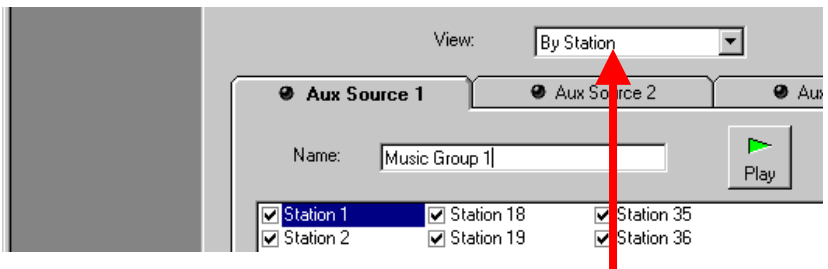 View: By Station
Aux Source 1 Aux Source 2 Aux
Name: Music Group 1
Play
Station 1 Station 18 Station 35
Station 2 Station 19 Station 36